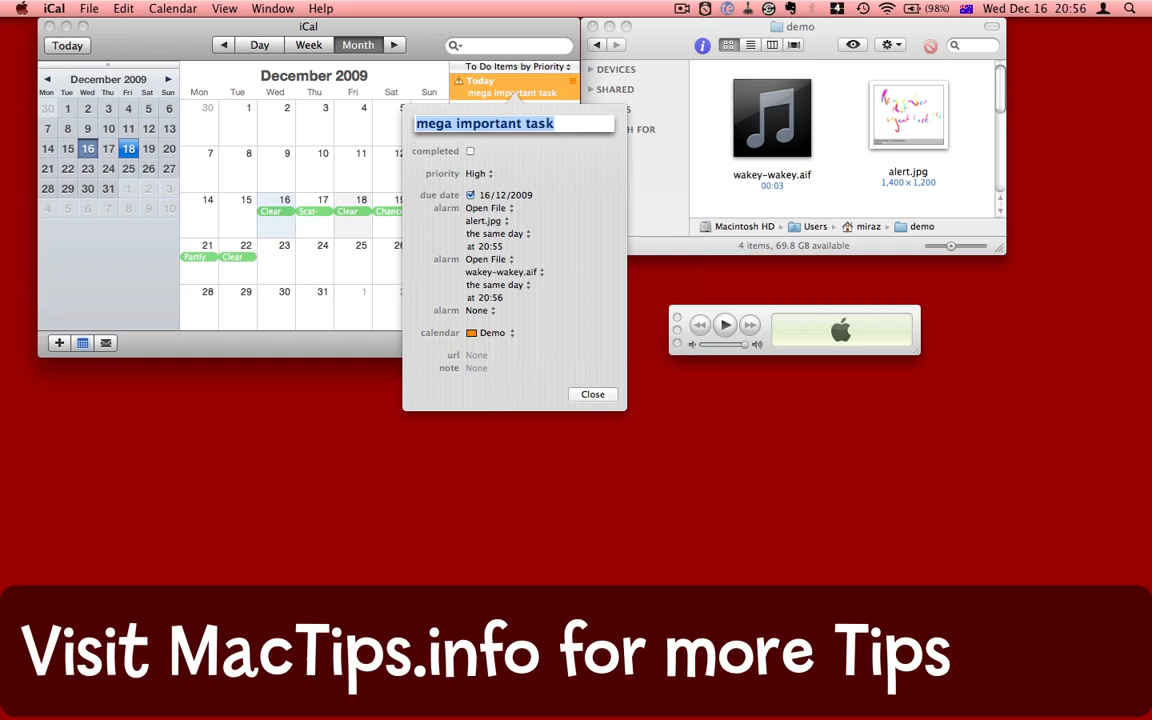 iCal File Edit Calendar View Window Help (98%) Wed Dec 16 20:56
iCal
Today Day Week Month
December 2009
Mon Tue Wed Thu Fri Sat Sun
30 1 2 3 4 5 6
7 8 9 10 11 12 13
14 15 16 17 18 19 20
21 22 23 24 25 26 27
28 29 30 31 1 2 3
4 5 6 7 8 9 10
December 2009
Mon Tue Wed Thu Fri Sat Sun
30 1 2 3 4
7 8 9 10 11
14 15 16 17 18
Clear Scat- Clear Chanc
21 22 23 24 25
Partly Clear
28 29 30 31 1
To Do Items by Priority
Today
mega important task
mega important task
completed
priority High
due date 16/12/2009
alarm Open File
alert.jpg
the same day
at 20:55
alarm Open File
wakey-wakey.aif
the same day
at 20:56
alarm None
calendar Demo
url None
note None
Close
demo
DEVICES
SHARED
H FOR
wakey-wakey.aif
00:03
alert.jpg
1,400 × 1,200
Macintosh HD Users miraz demo
4 items, 69.8 GB available
Visit MacTips.info for more Tips